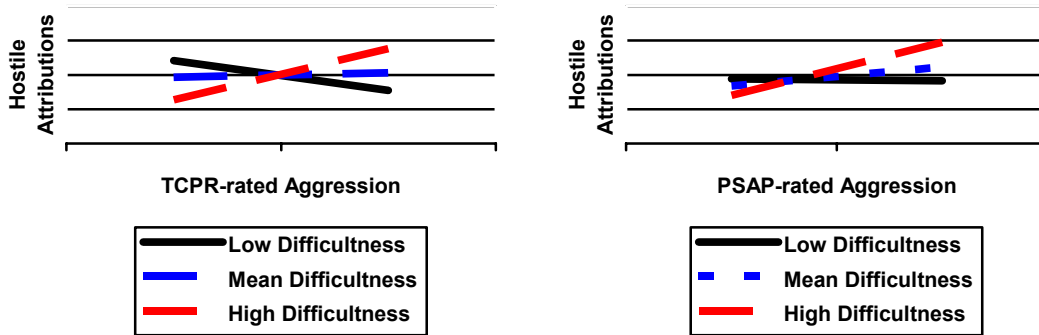 Hostile
Attributions
TCPR-rated Aggression
Low Difficultness
Mean Difficultness
High Difficultness
Hostile
Attributions
PSAP-rated Aggression
Low Difficultness
Mean Difficultness
High Difficultness